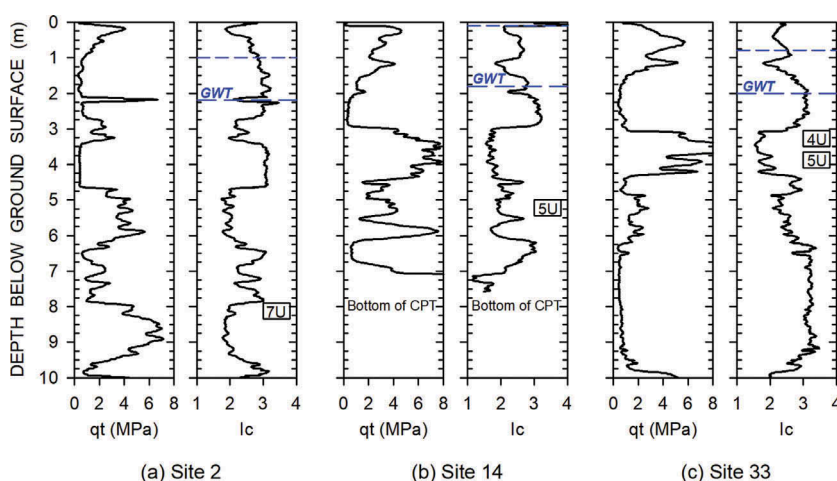 DEPTH BELOW GROUND SURFACE (m)
0
1
2
3
4
5
6
7
8
9
10
GWT
7U
0 2 4 6 8
1 2 3 4
qt (MPa)
Ic
(a) Site 2
GWT
5U
Bottom of CPT
Bottom of CPT
0 2 4 6 8
1 2 3 4
qt (MPa)
Ic
(b) Site 14
GWT
4U
5U
0 2 4 6 8
1 2 3 4
qt (MPa)
Ic
(c) Site 33